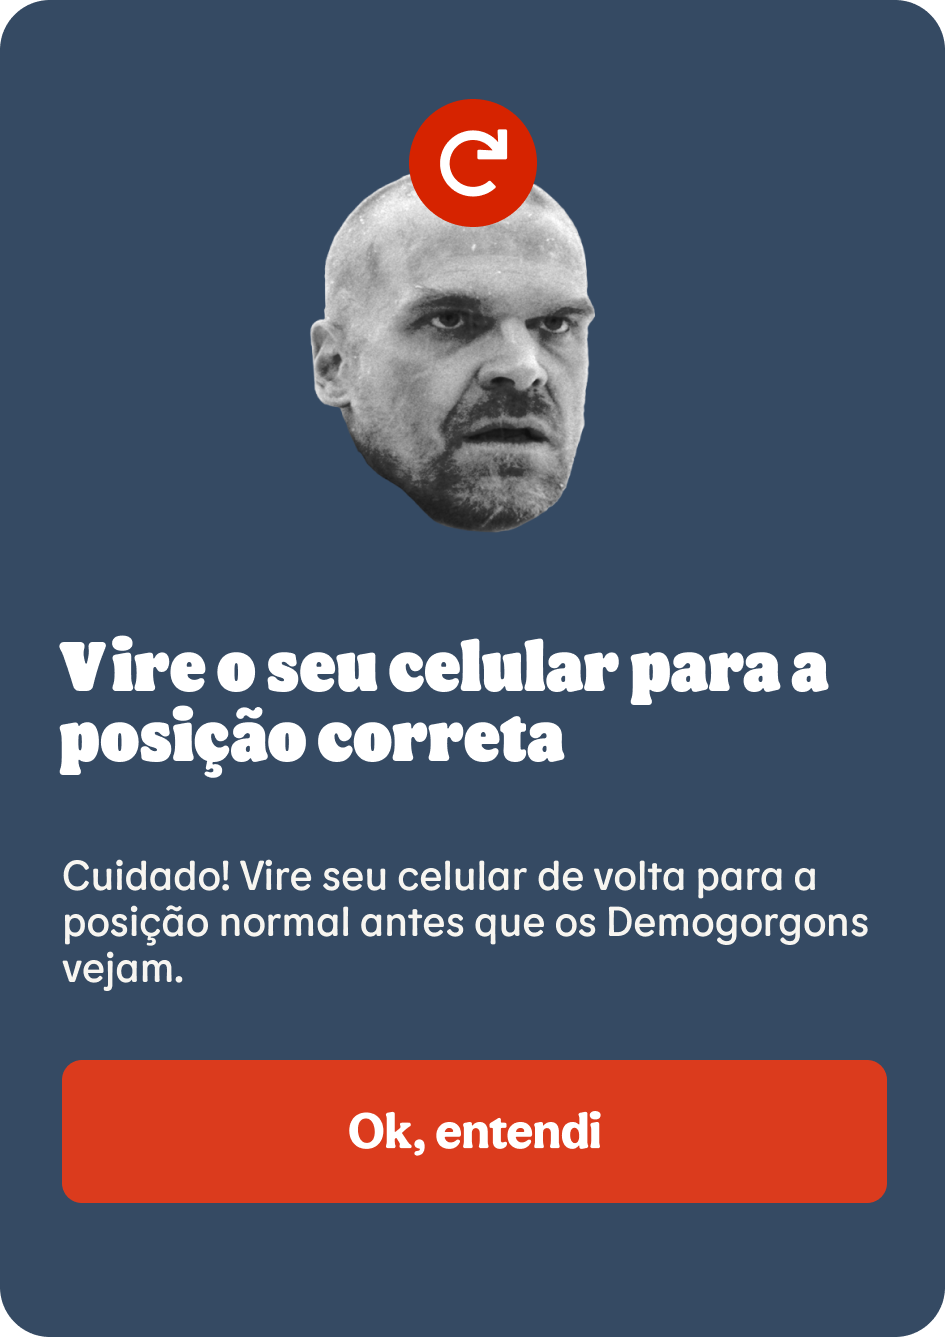 Vire o seu celular para a
posição correta
Cuidado! Vire seu celular de volta para a
posição normal antes que os Demogorgons
vejam.
Ok, entendi